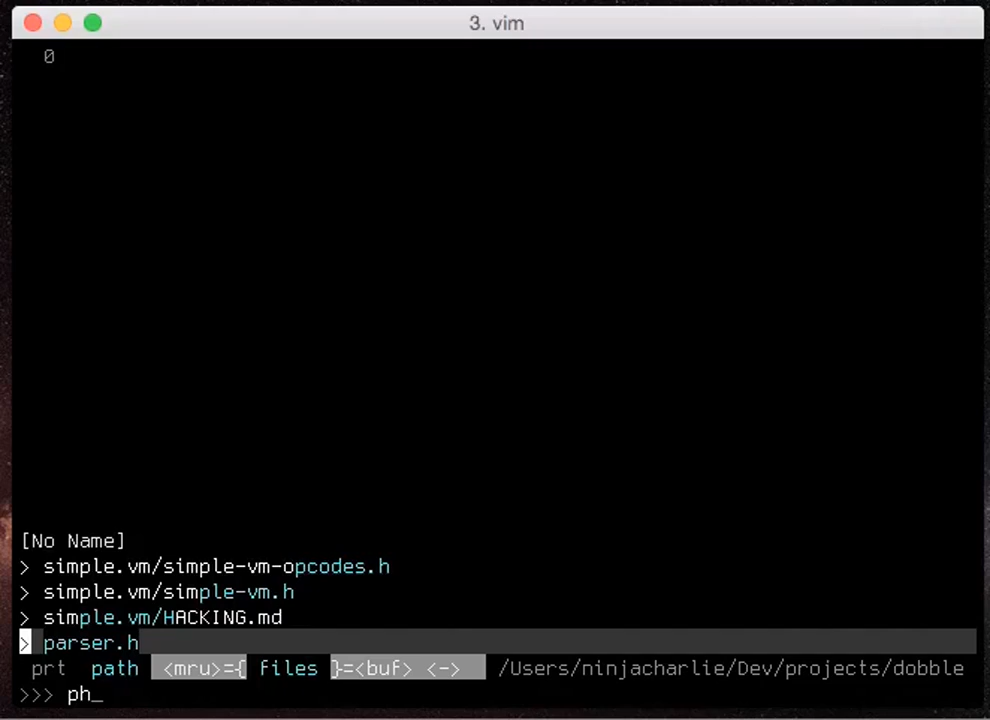 3. vim
0
[No Name]
> simple.vm/simple-vm-opcodes.h
> simple.vm/simple-vm.h
> simple.vm/HACKING.md
> parser.h
prt path <mru>={ files }=<buf> <-> /Users/ninjacharlie/Dev/projects/dobble
>>> ph_